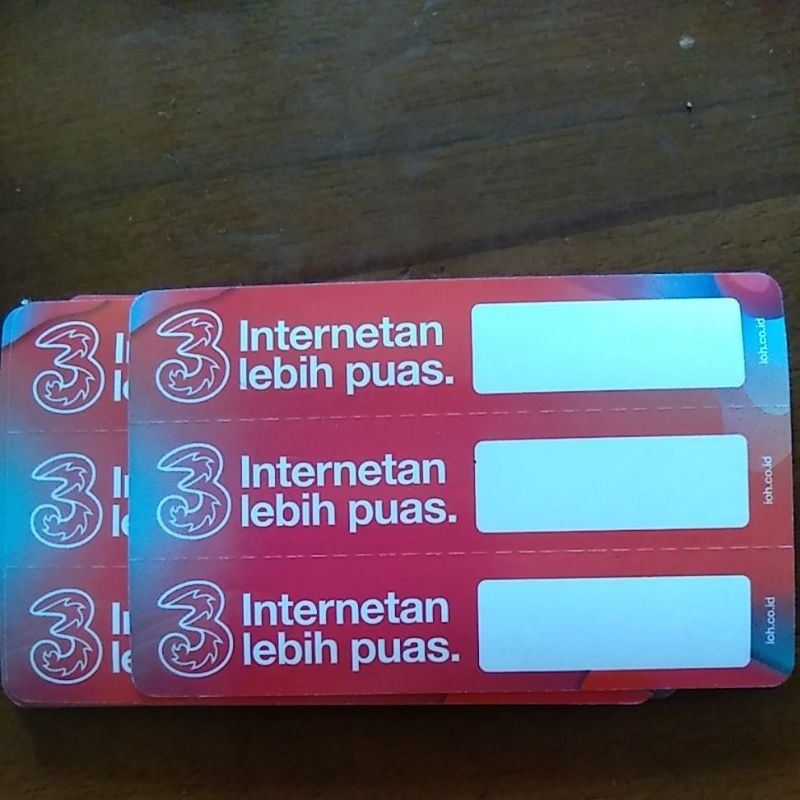 Internetan
lebih puas.
ioh.co.id
Internetan
lebih puas.
ioh.co.id
Internetan
lebih puas.
ioh.co.id